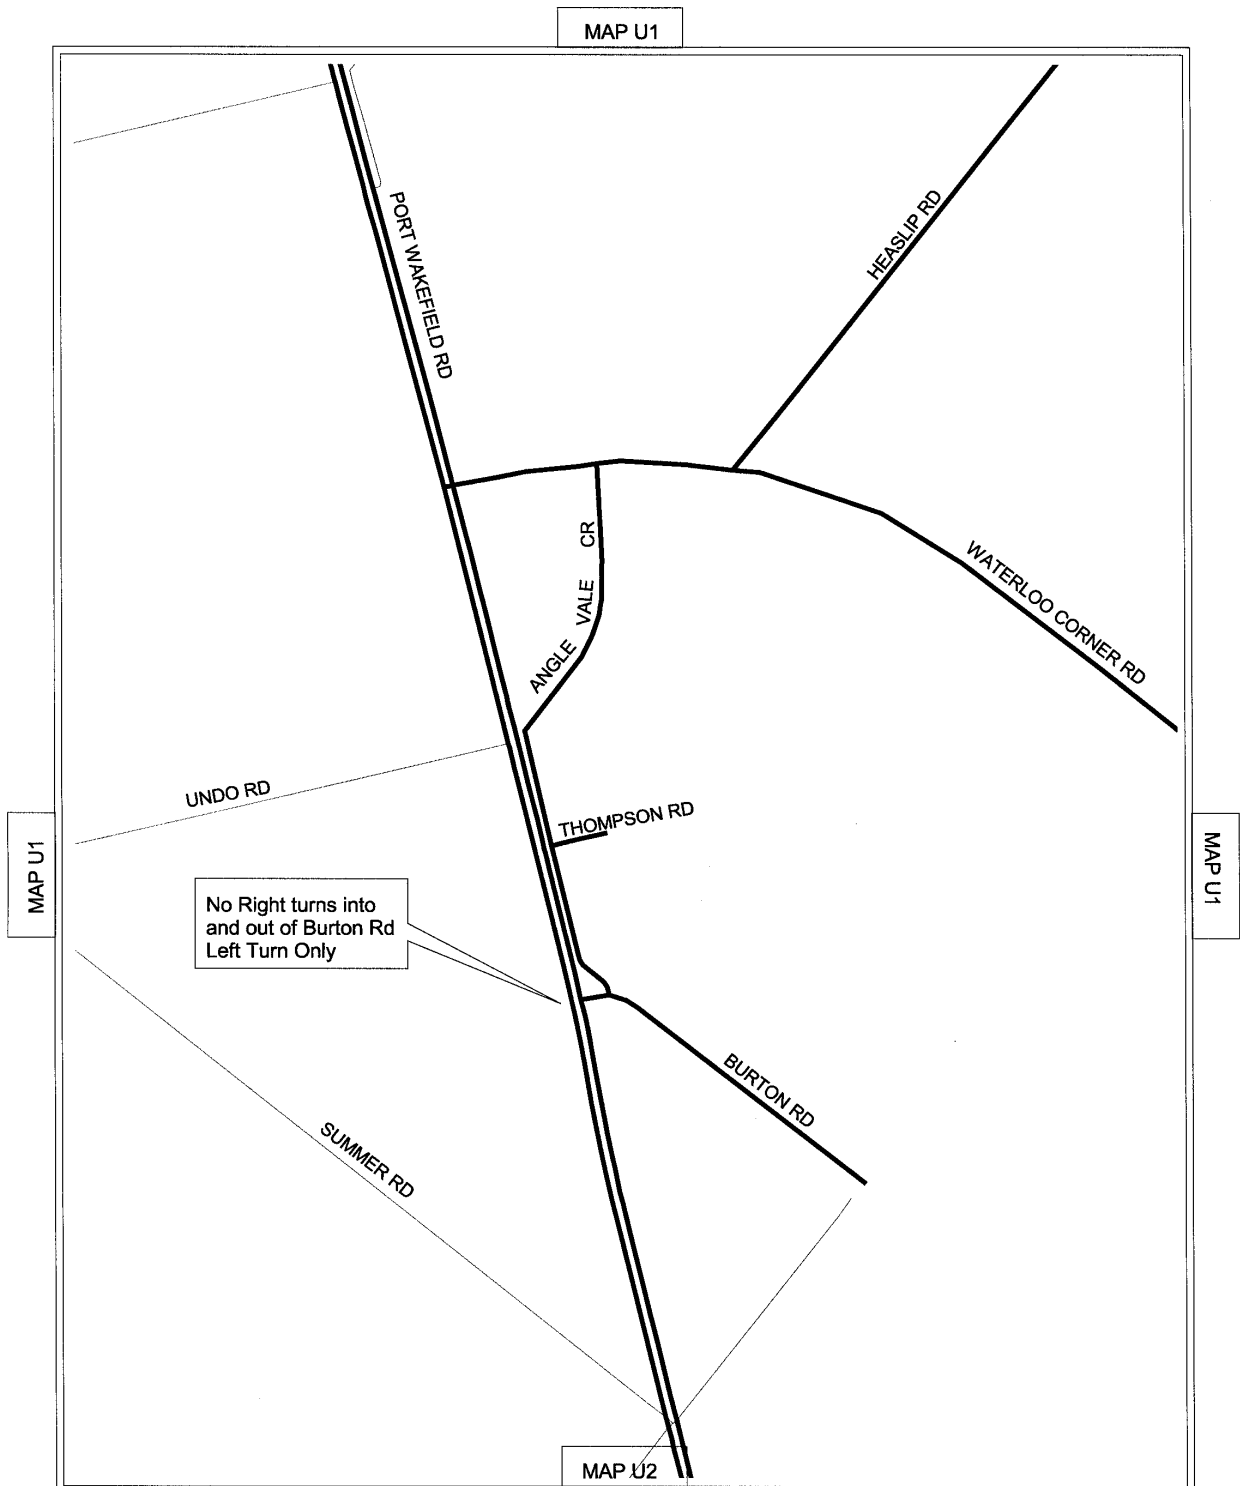 MAP U1
PORT WAKEFIELD RD
HEASLIP RD
WATERLOO CORNER RD
ANGLE VALE CR
UNDO RD
THOMPSON RD
MAP U1
MAP U1
No Right turns into
and out of Burton Rd
Left Turn Only
BURTON RD
SUMMER RD
MAP U2